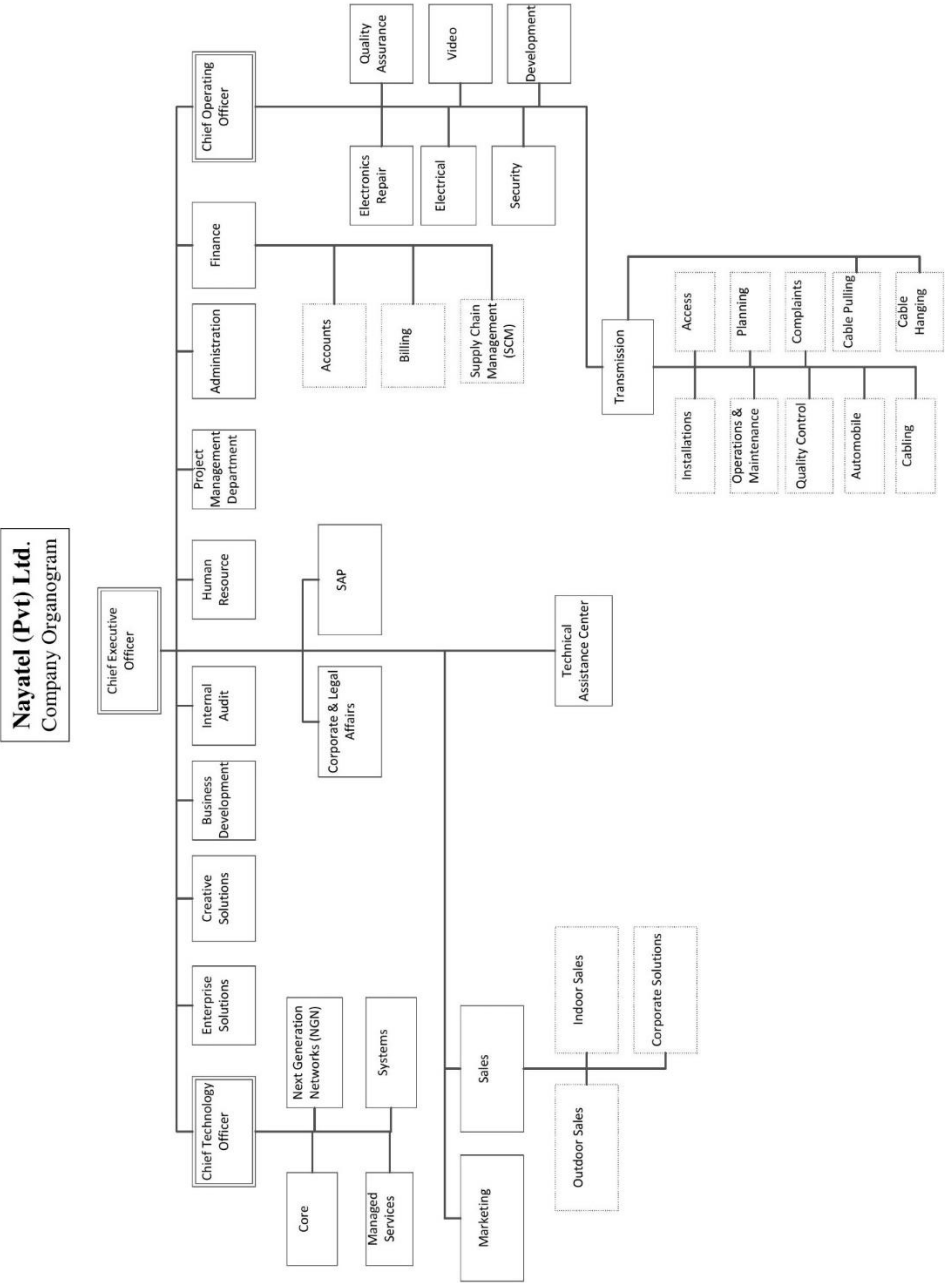 Nayatel (Pvt) Ltd.
Company Organogram
Chief Executive
Officer
Chief Technology
Officer
Enterprise
Solutions
Creative
Solutions
Business
Development
Internal
Audit
Human
Resource
Project
Management
Department
Administration
Finance
Chief Operating
Officer
Core
Next Generation
Networks (NGN)
Managed
Services
Systems
Corporate & Legal
Affairs
SAP
Accounts
Billing
Supply Chain
Management
(SCM)
Electronics
Repair
Quality
Assurance
Electrical
Video
Security
Development
Marketing
Sales
Technical
Assistance Center
Outdoor Sales
Indoor Sales
Corporate Solutions
Transmission
Installations
Access
Operations &
Maintenance
Planning
Quality Control
Complaints
Automobile
Cable Pulling
Cabling
Cable
Hanging